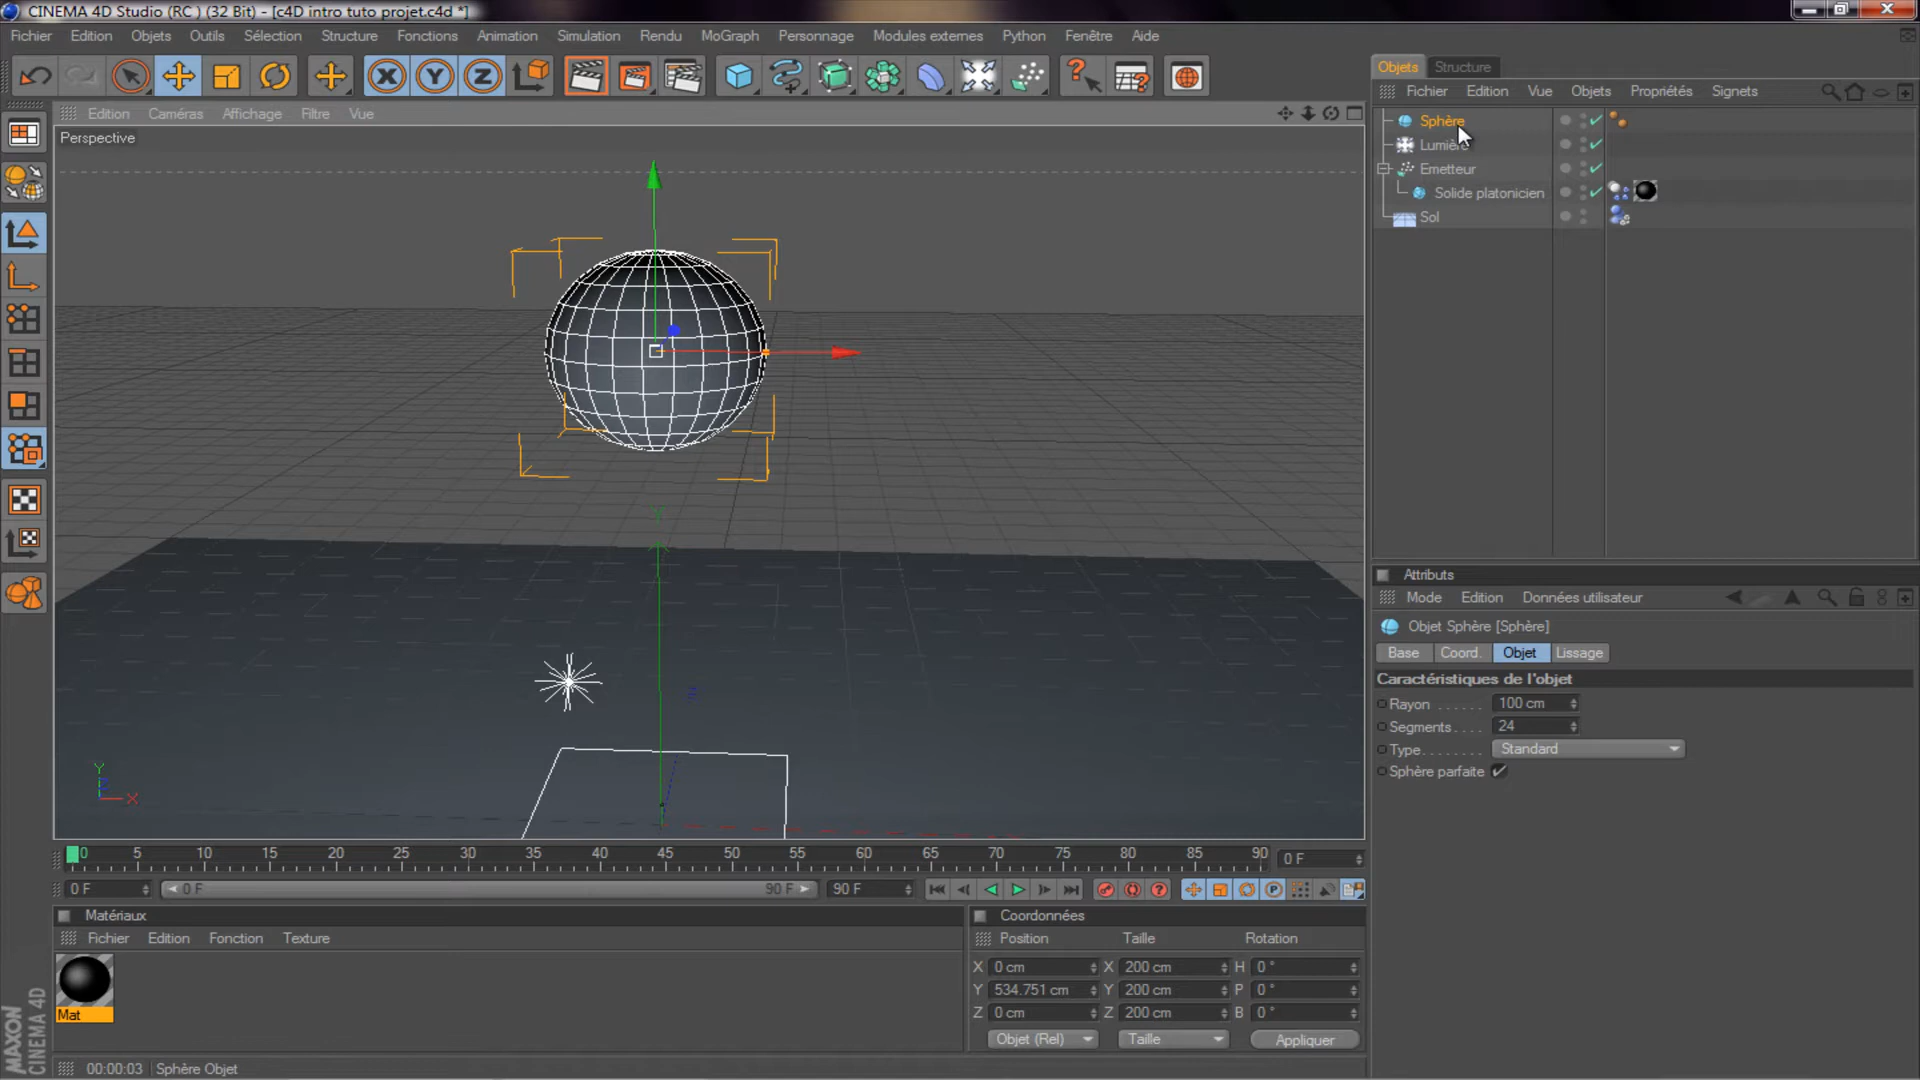 CINEMA 4D Studio (RC ) (32 Bit) - [c4D intro tuto projet.c4d *]
Fichier Edition Objets Outils Sélection Structure Fonctions Animation Simulation Rendu MoGraph Personnage Modules externes Python Fenêtre Aide
X Y Z
Objets Structure
Fichier Edition Vue Objets Propriétés Signets
Edition Caméras Affichage Filtre Vue
Perspective
Sphère
Lumière
Emetteur
Solide platonicien
Sol
Y
Z
Y
X
Attributs
Mode Edition Données utilisateur
Objet Sphère [Sphère]
Base Coord. Objet Lissage
Caractéristiques de l'objet
Rayon 100 cm
Segments 24
Type Standard
Sphère parfaite
0 5 10 15 20 25 30 35 40 45 50 55 60 65 70 75 80 85 90 0 F
0 F 0 F 90 F 90 F
Matériaux
Fichier Edition Fonction Texture
Mat
Coordonnées
Position Taille Rotation
X 0 cm X 200 cm H 0 °
Y 534.751 cm Y 200 cm P 0 °
Z 0 cm Z 200 cm B 0 °
Objet (Rel) Taille Appliquer
MAXON
CINEMA 4D
00:00:03 Sphère Objet